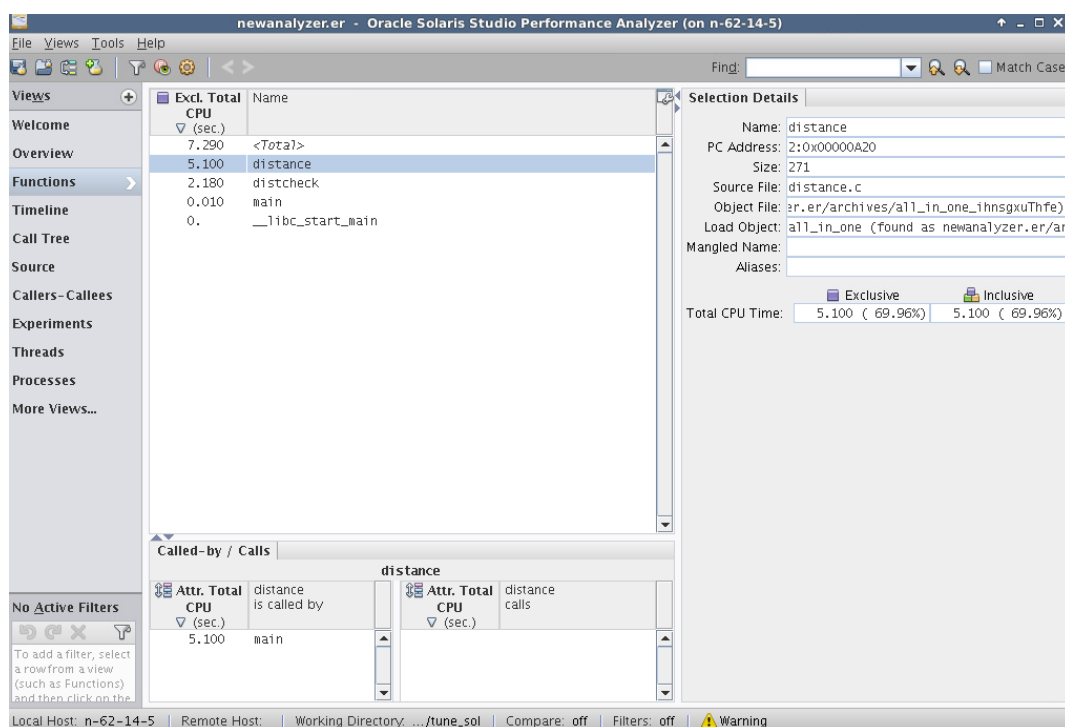 newanalyzer.er - Oracle Solaris Studio Performance Analyzer (on n-62-14-5)
File Views Tools Help
Find: Match Case
Views
Welcome
Overview
Functions
Timeline
Call Tree
Source
Callers-Callees
Experiments
Threads
Processes
More Views...
Excl. Total Name
CPU
(sec.)
7.290 <Total>
5.100 distance
2.180 distcheck
0.010 main
0. __libc_start_main
Selection Details
Name: distance
PC Address: 2:0x00000A20
Size: 271
Source File: distance.c
Object File: er.er/archives/all_in_one_ihnsgxuThfe)
Load Object: all_in_one (found as newanalyzer.er/ar
Mangled Name:
Aliases:
Exclusive Inclusive
Total CPU Time: 5.100 ( 69.96%) 5.100 ( 69.96%)
Called-by / Calls
distance
Attr. Total distance Attr. Total distance
CPU is called by CPU calls
(sec.) (sec.)
5.100 main
No Active Filters
To add a filter, select
a row from a view
(such as Functions)
and then click on the
Local Host: n-62-14-5 Remote Host: Working Directory: .../tune_sol Compare: off Filters: off Warning